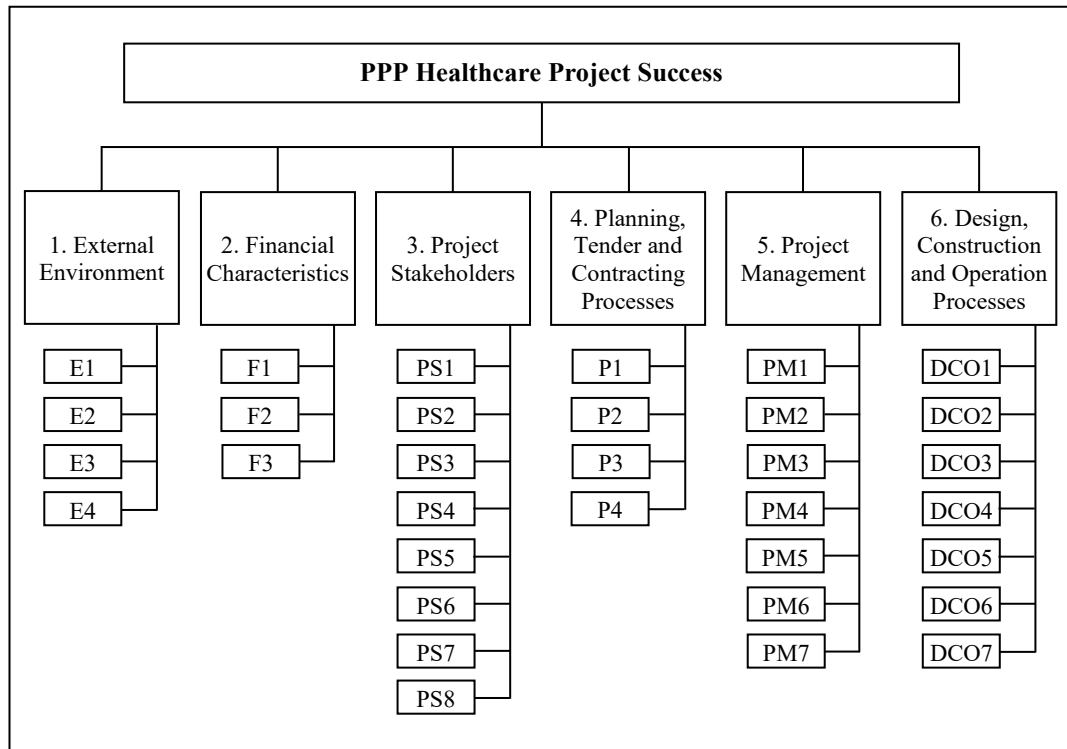 PPP Healthcare Project Success
1. External
Environment
2. Financial
Characteristics
3. Project
Stakeholders
4. Planning,
Tender and
Contracting
Processes
5. Project
Management
6. Design,
Construction
and Operation
Processes
E1
E2
E3
E4
F1
F2
F3
PS1
PS2
PS3
PS4
PS5
PS6
PS7
PS8
P1
P2
P3
P4
PM1
PM2
PM3
PM4
PM5
PM6
PM7
DCO1
DCO2
DCO3
DCO4
DCO5
DCO6
DCO7